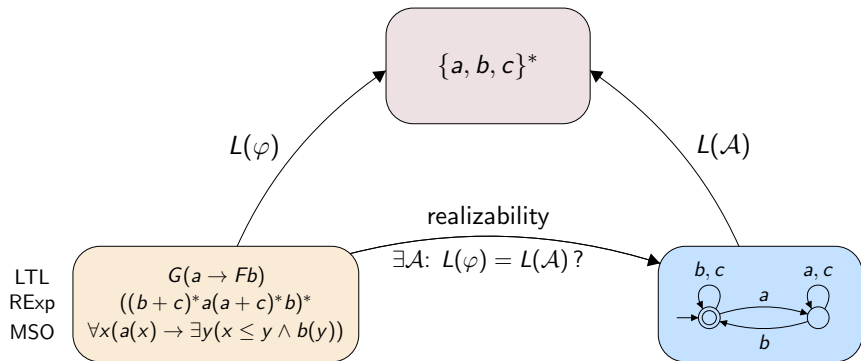 {a, b, c}*
L(φ)
L(𝒜)
realizability
∃𝒜: L(φ) = L(𝒜) ?
LTL G(a → Fb)
RExp ((b + c)*a(a + c)*b)*
MSO ∀x(a(x) → ∃y(x ≤ y ∧ b(y))
b, c
a, c
a
b